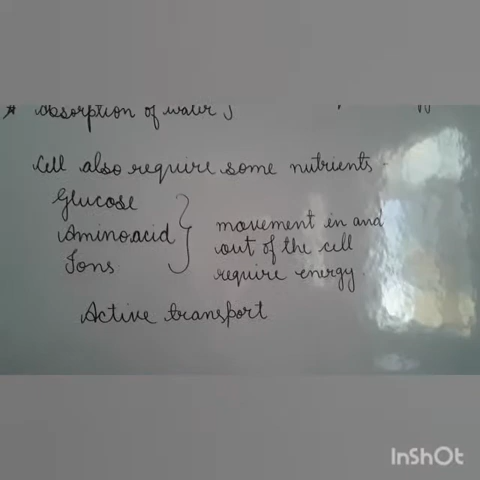 * Absorption of water }
Cell also require some nutrients.
Glucose
Aminoacid
Ions
movement in and
out of the cell
require energy.
Active transport
InShOt